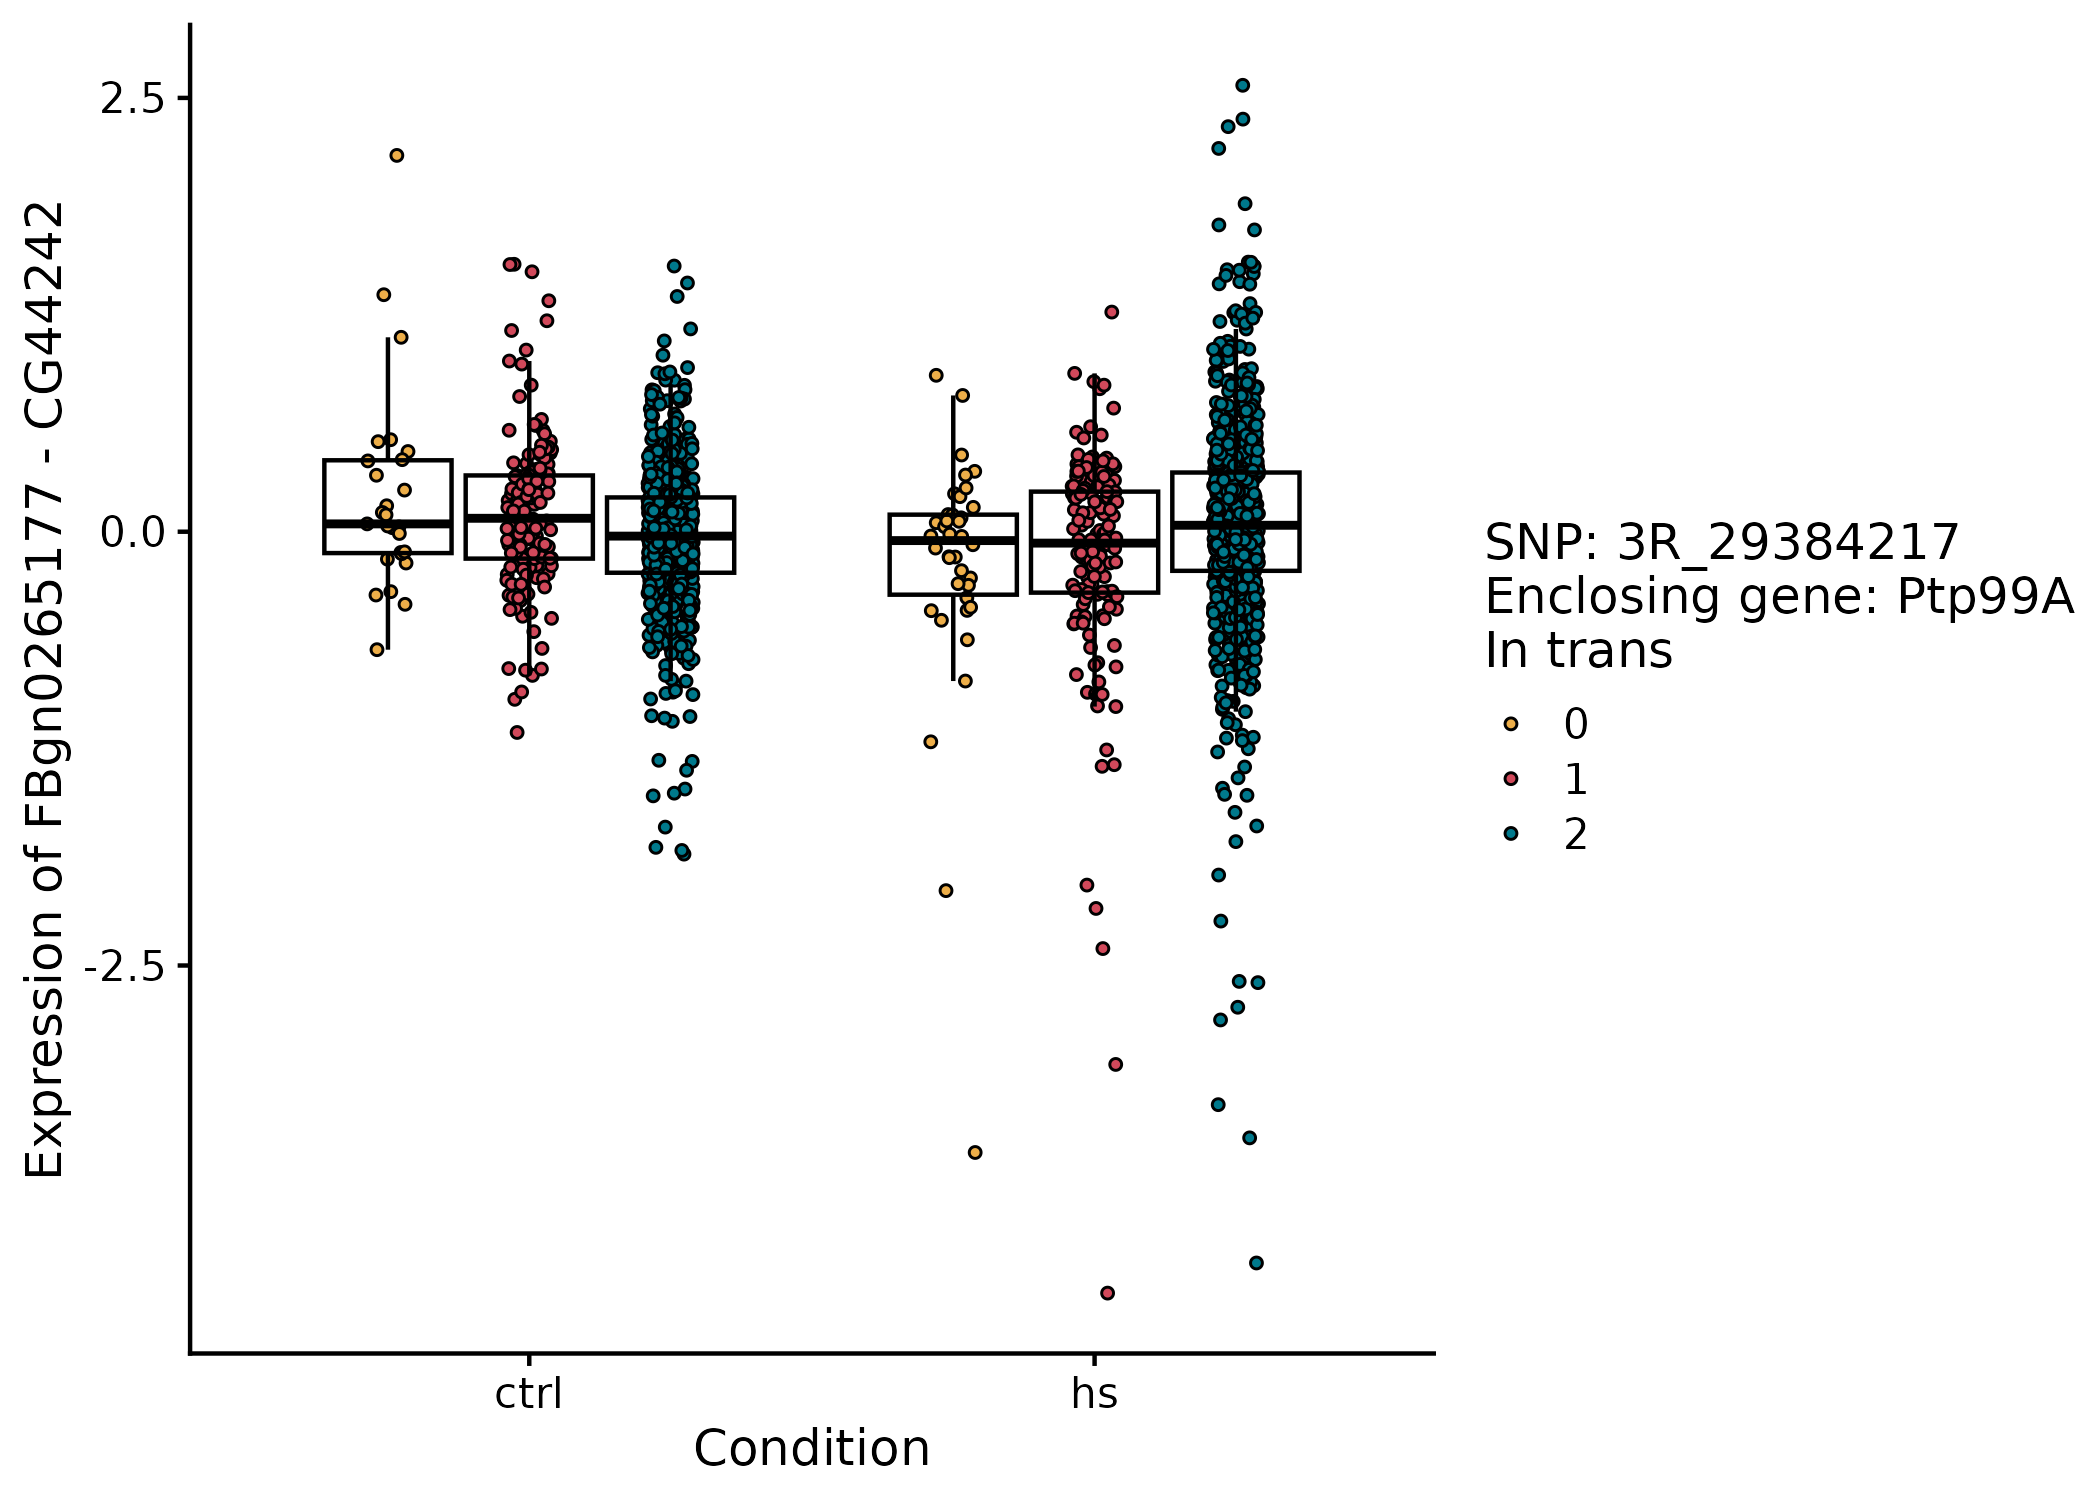 Expression of FBgn0265177 - CG44242
2.5
0.0
-2.5
ctrl
hs
Condition
SNP: 3R_29384217
Enclosing gene: Ptp99A
In trans
0
1
2